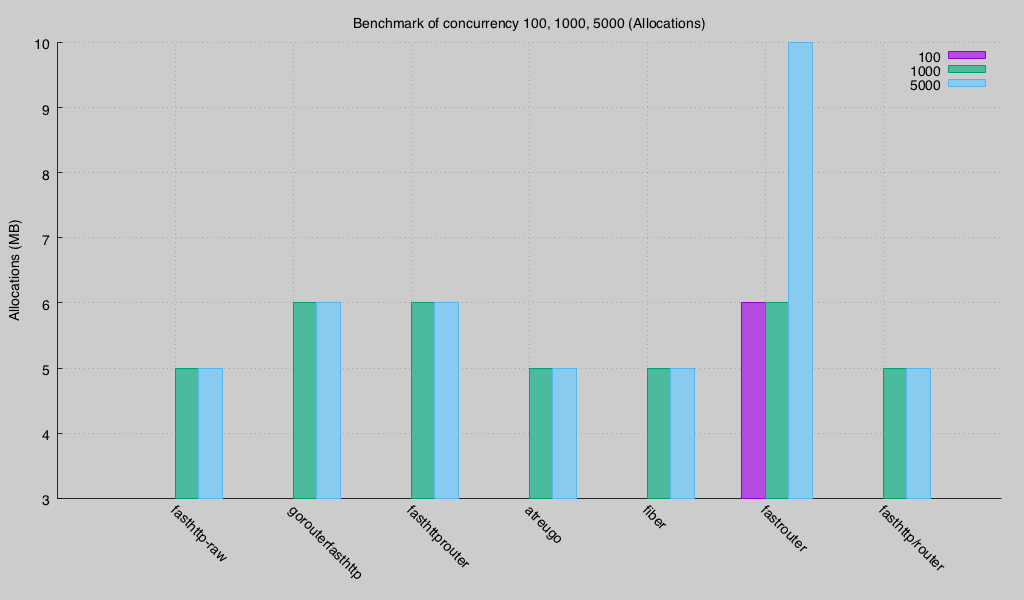 Benchmark of concurrency 100, 1000, 5000 (Allocations)
100
1000
5000
Allocations (MB)
10
9
8
7
6
5
4
3
fasthttp-raw
gorouterfasthttp
fasthttprouter
atreugo
fiber
fastrouter
fasthttp/router